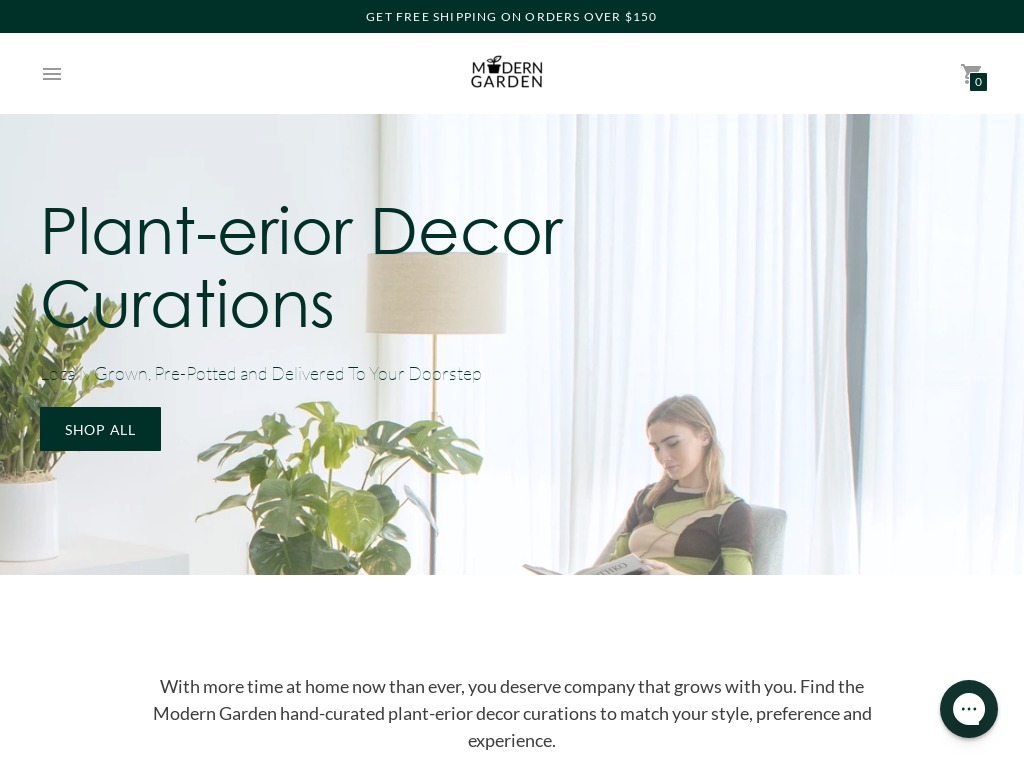 GET FREE SHIPPING ON ORDERS OVER $150
MODERN
GARDEN
0
Plant-erior Decor
Curations
Locally Grown, Pre-Potted and Delivered To Your Doorstep
SHOP ALL
With more time at home now than ever, you deserve company that grows with you. Find the
Modern Garden hand-curated plant-erior decor curations to match your style, preference and
experience.